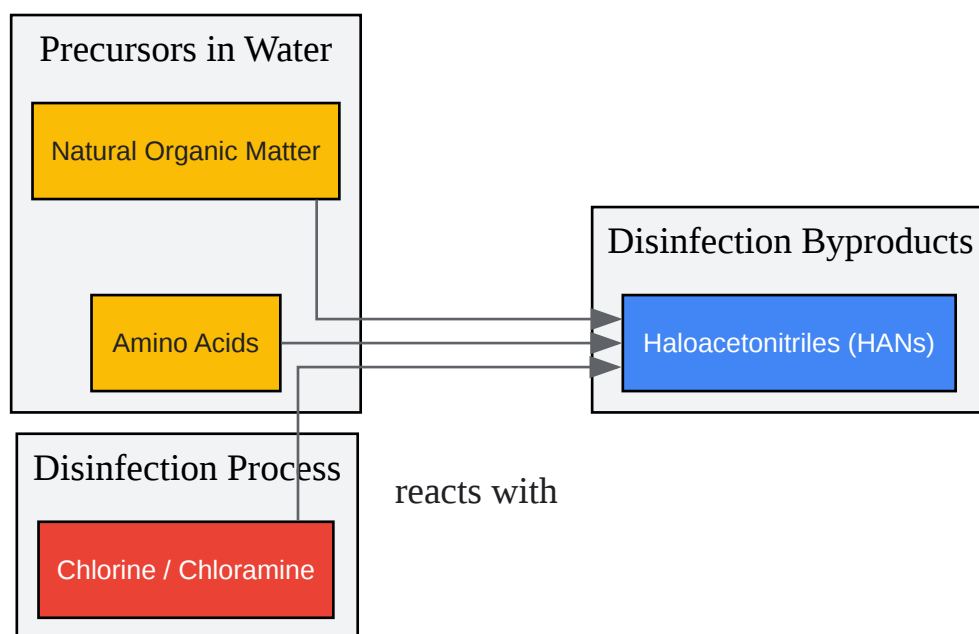 Precursors in Water
Natural Organic Matter
Amino Acids
Disinfection Byproducts
Haloacetonitriles (HANs)
Disinfection Process
reacts with
Chlorine / Chloramine